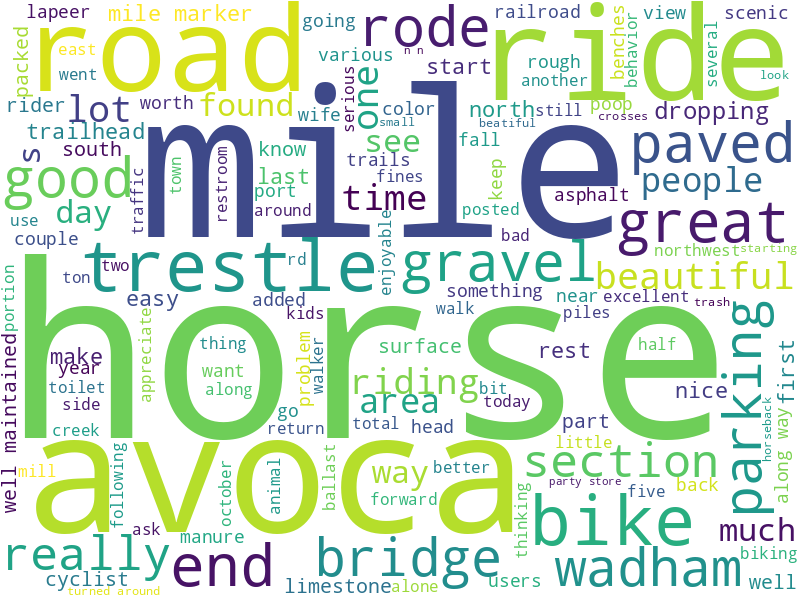 lapeer
mile marker
going
railroad
view
scenic
road
ride
rode
packed
east
went
various
n n
start
rough
another
benches
behavior
several
look
rider
lot
worth
found
serious
one
color
small
wife
north
beatiful
still
poop
crosses
dropping
trailhead
mile
fall
paved
s
south
know
see
trails
keep
good
traffic
town
restroom
last
port
fines
time
asphalt
people
day
around
posted
use
couple
bad
great
trestle
rd
enjoyable
gravel
northwest
starting
portion
ton
two
easy
added
something
near
excellent
beautiful
trash
kids
walk
piles
horse
well maintained
make
year
toilet
side
creek
appreciate
thing
want
along
problem
walker
surface
riding
bit
today
rest
half
nice
parking
first
area
go
return
total
head
part
along way
horseback
avoca
mill
little
section
following
october
animal
ballast
way
better
forward
party store
five
back
bike
thinking
much
ask
manure
really
end
bridge
wadham
biking
cyclist
limestone
alone
users
well
turned around